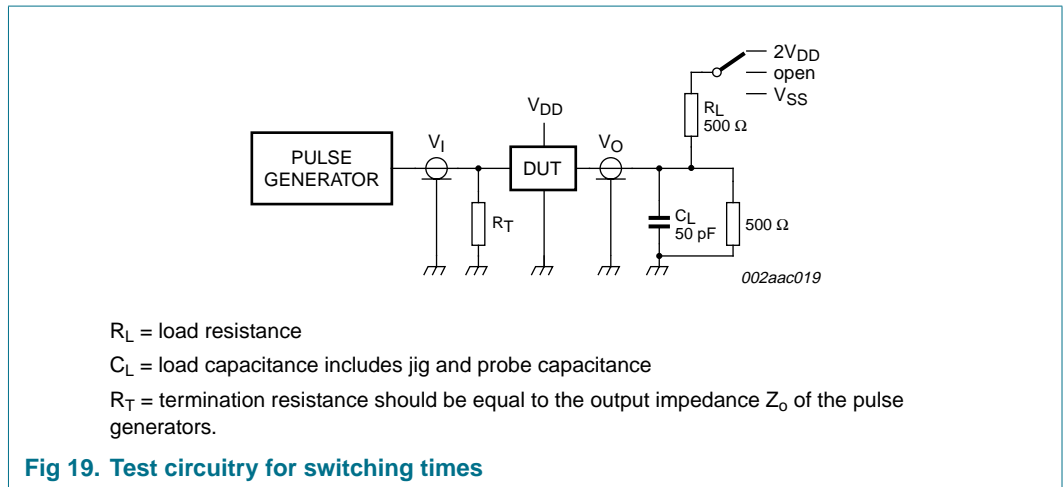 2VDD
open
VSS
RL
500 Ω
VDD
VI
VO
PULSE
GENERATOR
DUT
RT
CL
50 pF
500 Ω
002aac019
RL = load resistance
CL = load capacitance includes jig and probe capacitance
RT = termination resistance should be equal to the output impedance Zo of the pulse
generators.
Fig 19. Test circuitry for switching times